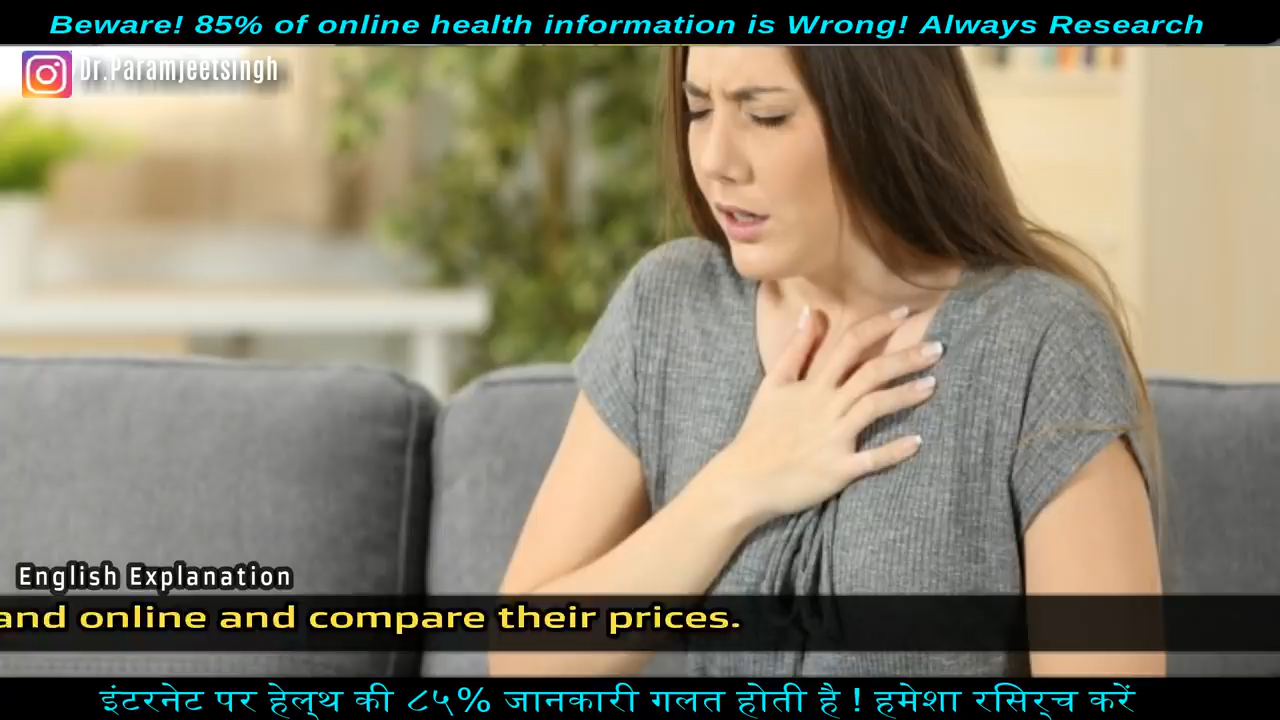 Beware! 85% of online health information is Wrong! Always Research
Dr.Paramjeetsingh
English Explanation
and online and compare their prices.
इंटरनेट पर हेल्थ की ८५% जानकारी गलत होती है ! हमेशा रसिर्च करें